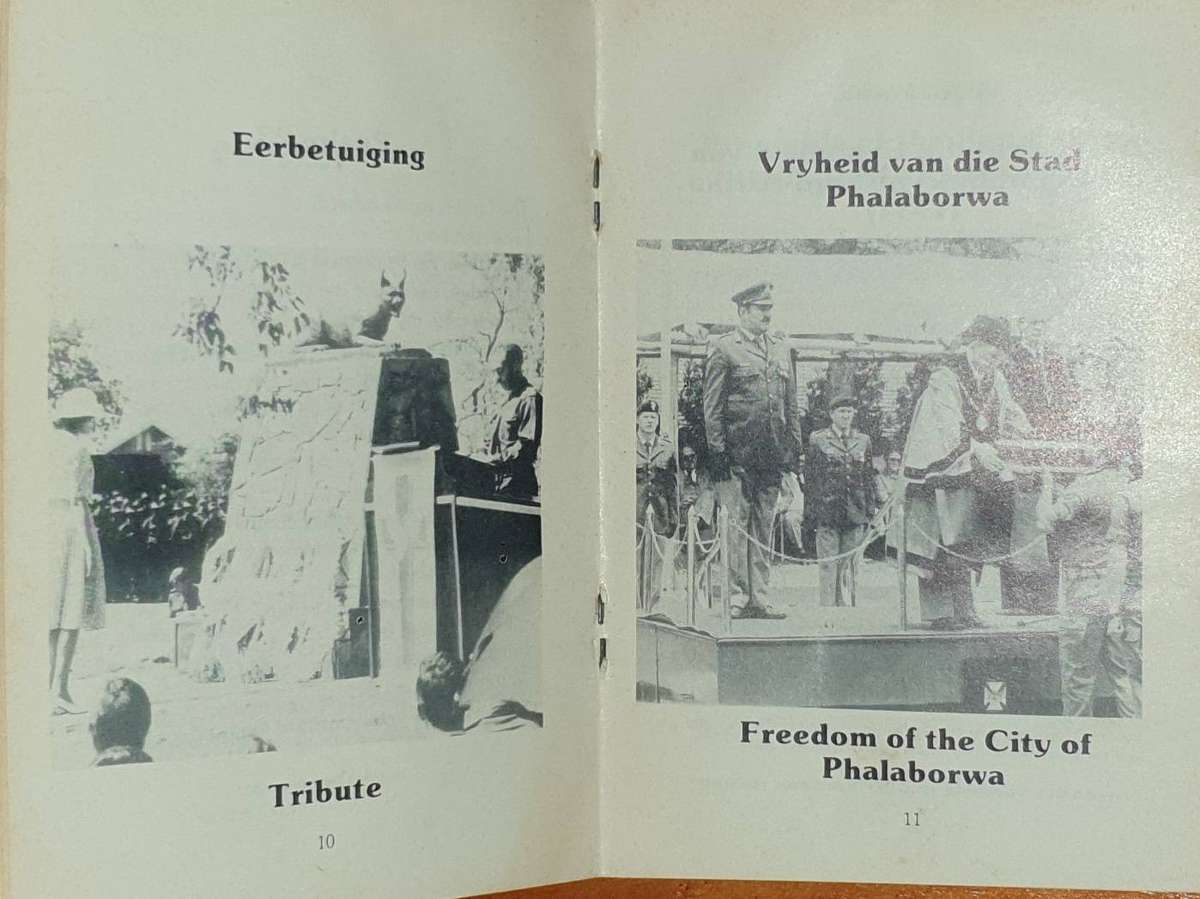 Eerbetuiging
Tribute
10
Vryheid van die Stad
Phalaborwa
Freedom of the City of
Phalaborwa
11